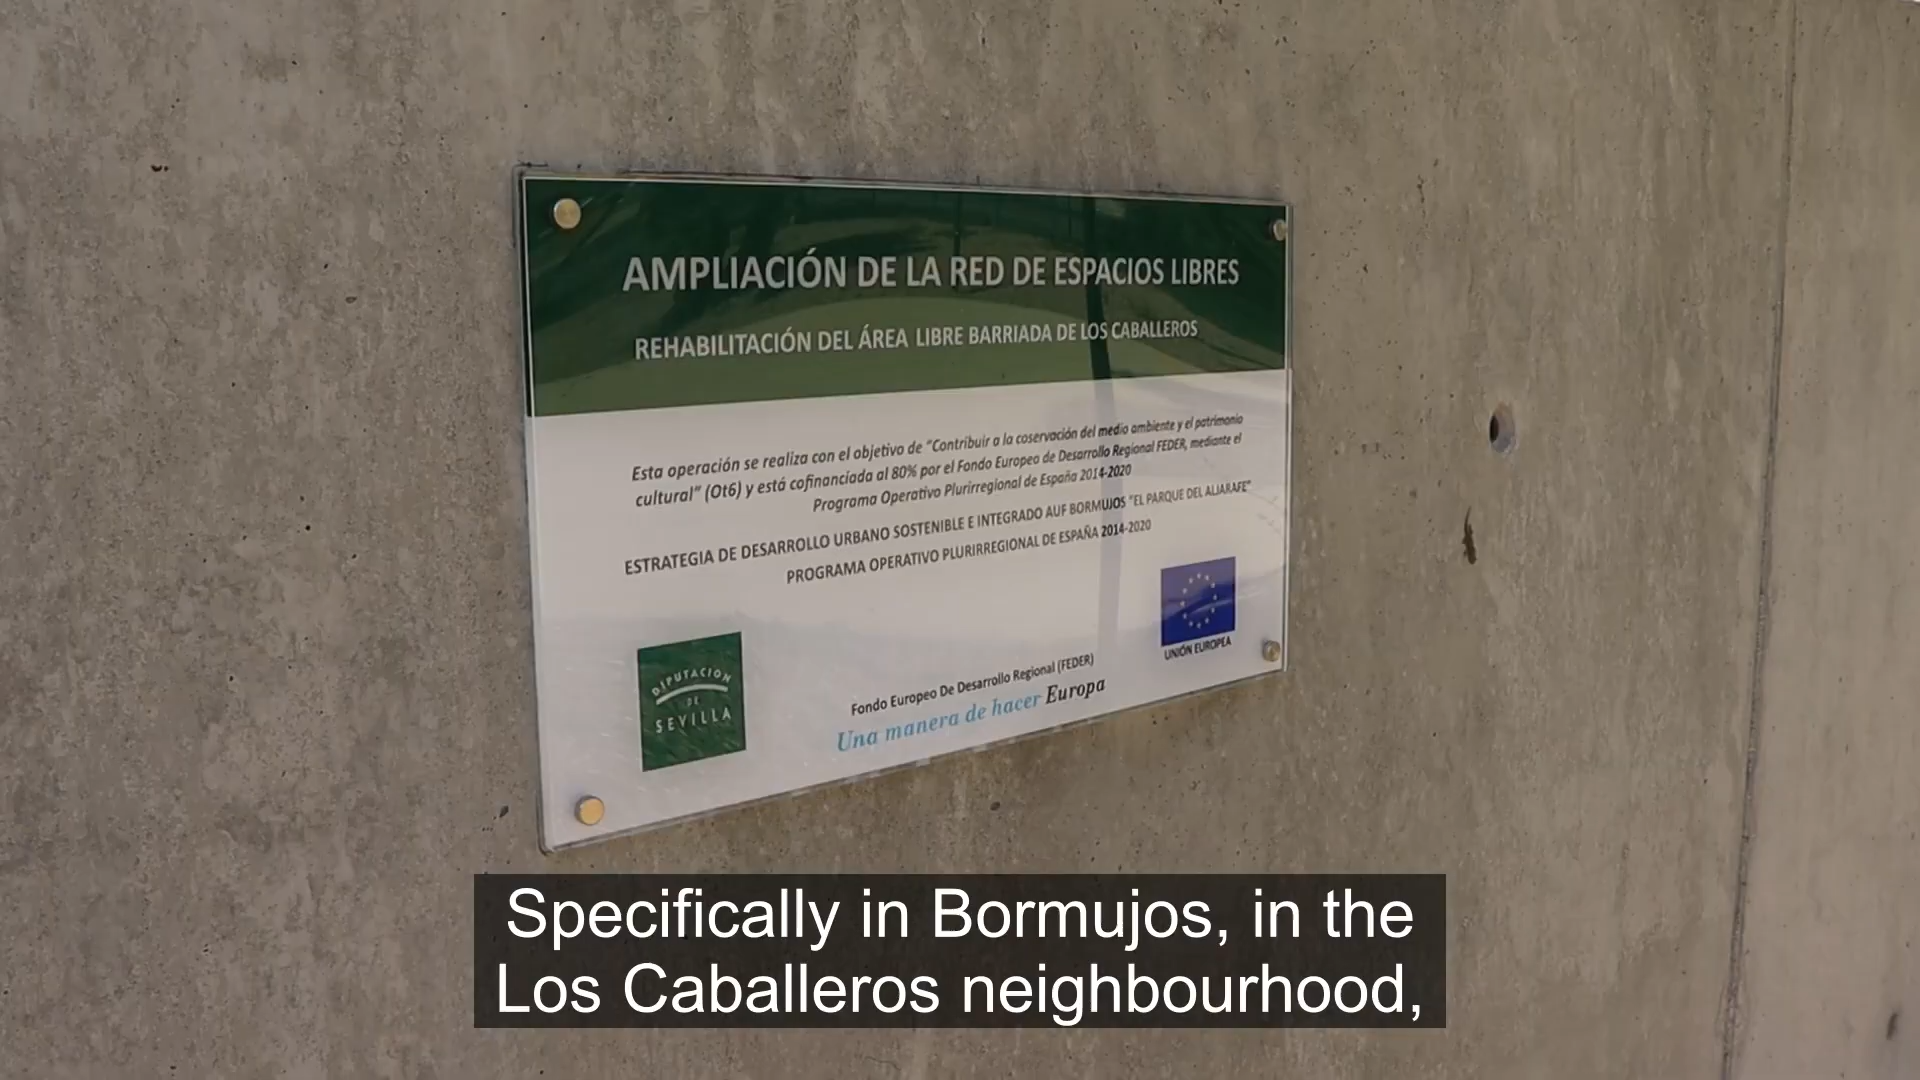 AMPLIACIÓN DE LA RED DE ESPACIOS LIBRES
REHABILITACIÓN DEL ÁREA LIBRE BARRIADA DE LOS CABALLEROS
Esta operación se realiza con el objetivo de "Contribuir a la coservación del medio ambiente y el patrimonio
cultural" (Ot6) y está cofinanciada al 80% por el Fondo Europeo de Desarrollo Regional FEDER, mediante el
Programa Operativo Plurirregional de España 2014-2020
ESTRATEGIA DE DESARROLLO URBANO SOSTENIBLE E INTEGRADO AUF BORMUJOS "EL PARQUE DEL ALJARAFE"
PROGRAMA OPERATIVO PLURIRREGIONAL DE ESPAÑA 2014-2020
DIPUTACION
DE
SEVILLA
Fondo Europeo De Desarrollo Regional (FEDER)
Una manera de hacer Europa
UNIÓN EUROPEA
Specifically in Bormujos, in the
Los Caballeros neighbourhood,